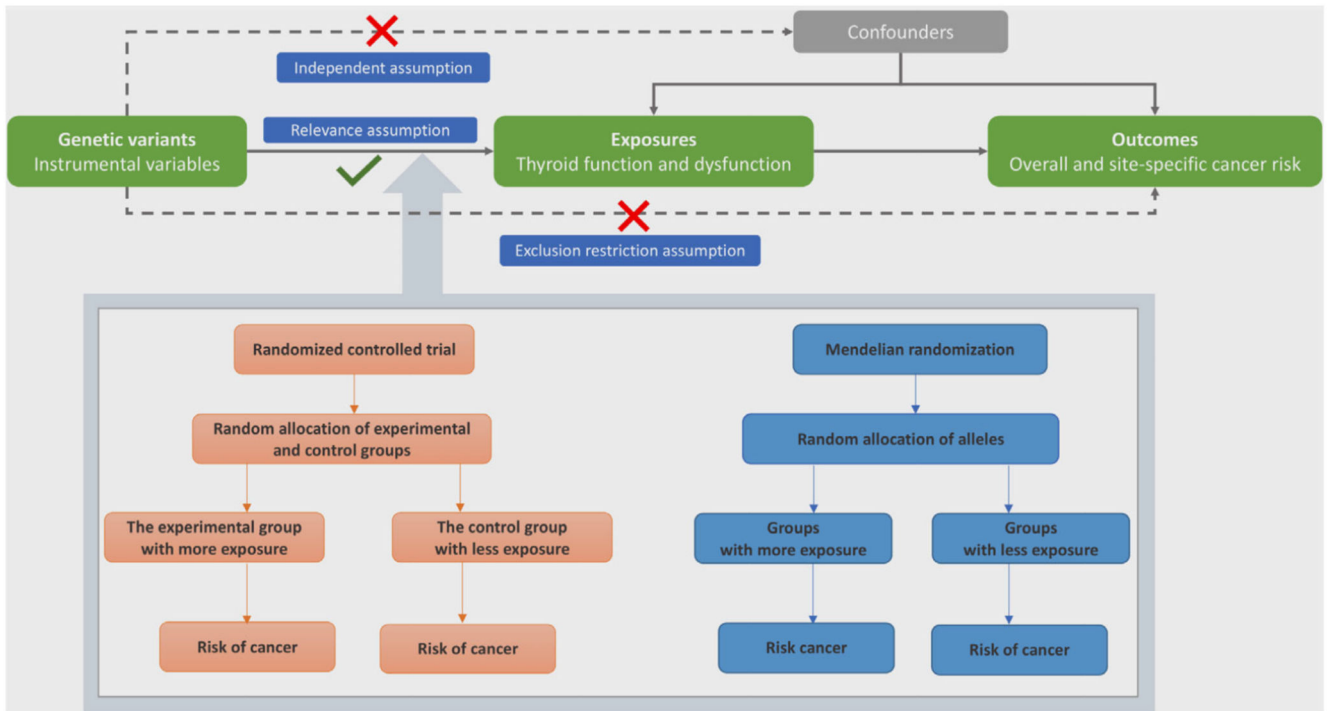 Confounders
Independent assumption
Relevance assumption
Genetic variants
Instrumental variables
Exposures
Thyroid function and dysfunction
Outcomes
Overall and site-specific cancer risk
Exclusion restriction assumption
Randomized controlled trial
Random allocation of experimental
and control groups
The experimental group
with more exposure
The control group
with less exposure
Risk of cancer
Risk of cancer
Mendelian randomization
Random allocation of alleles
Groups
with more exposure
Groups
with less exposure
Risk cancer
Risk of cancer